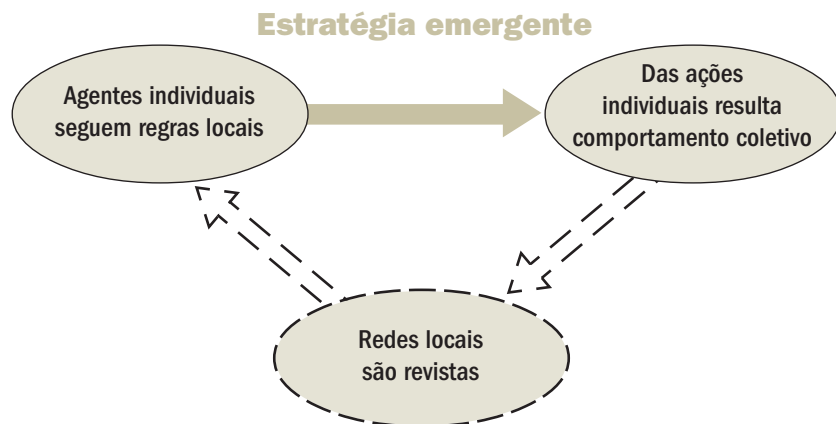 Estratégia emergente
Agentes individuais
seguem regras locais
Das ações
individuais resulta
comportamento coletivo
Redes locais
são revistas